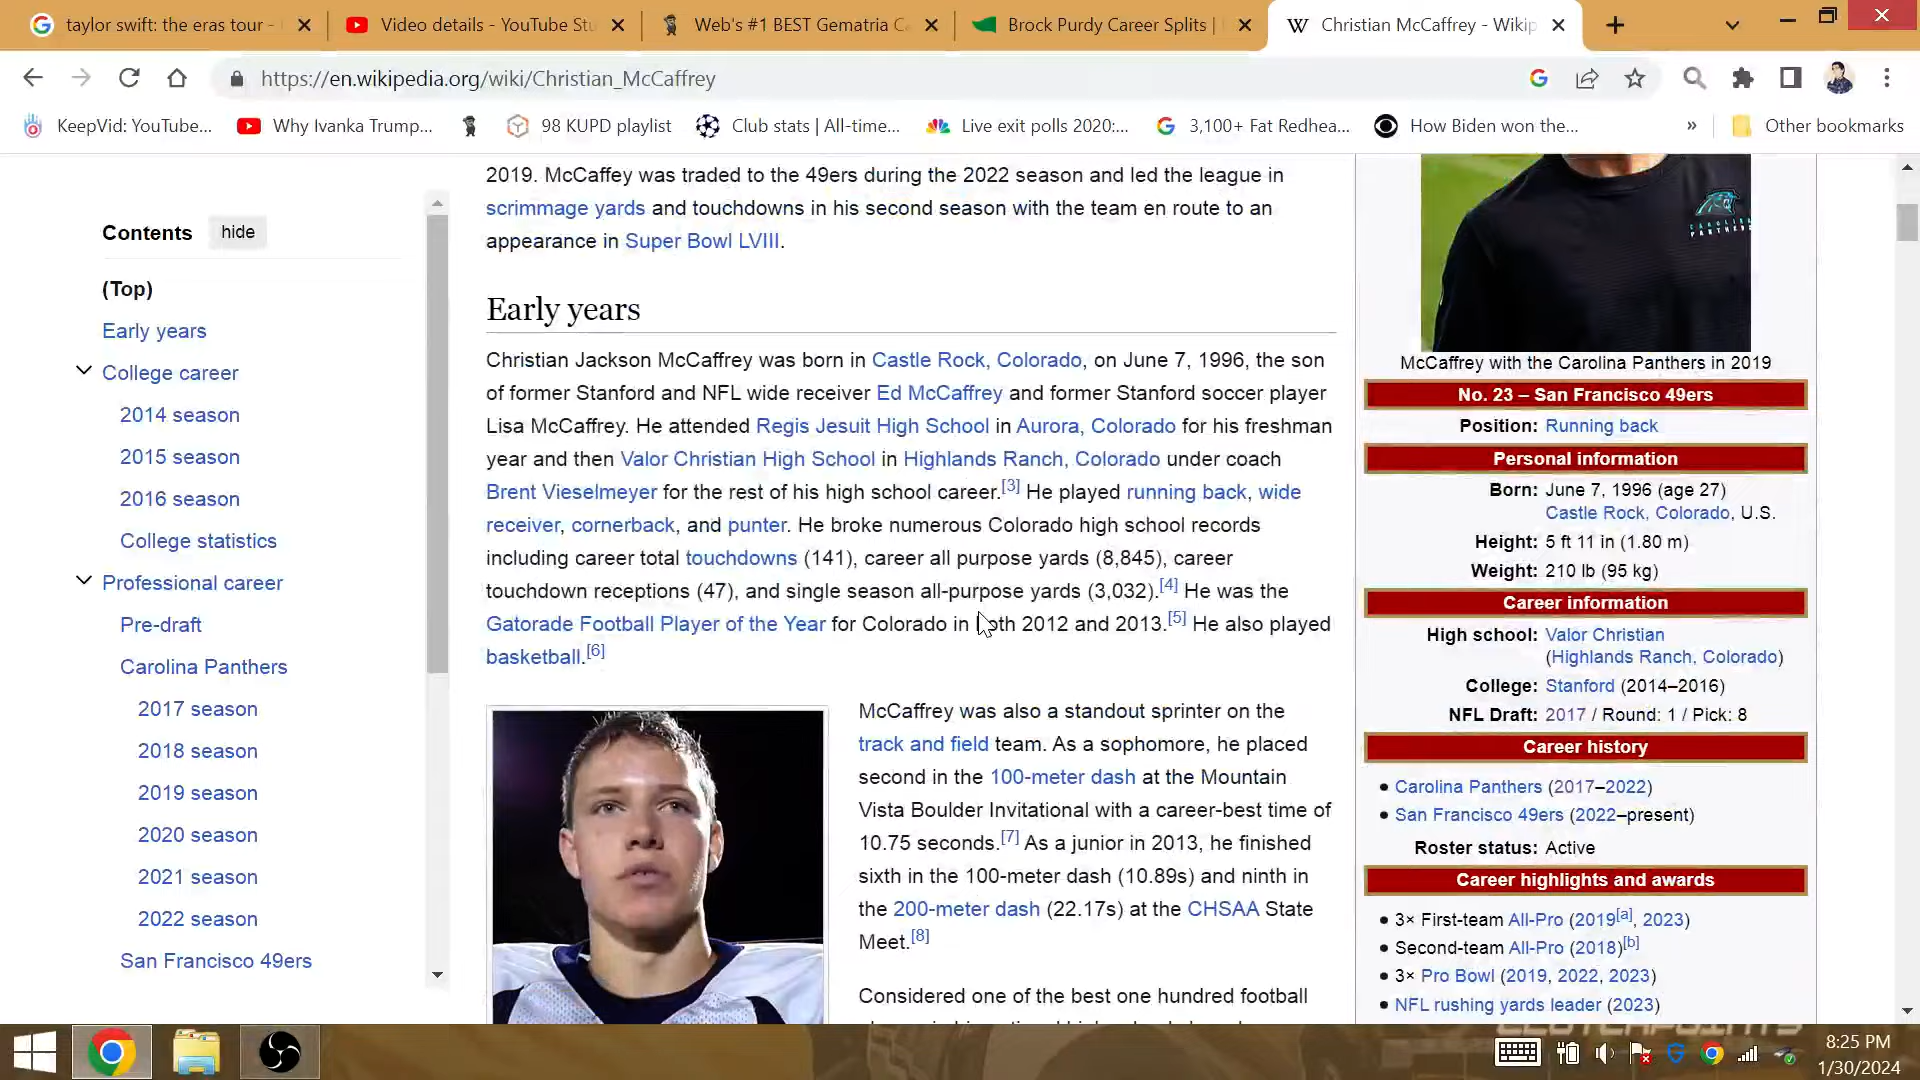 taylor swift: the eras tour -
Video details - YouTube Stu
Web's #1 BEST Gematria Ca
Brock Purdy Career Splits |
Christian McCaffrey - Wikip
https://en.wikipedia.org/wiki/Christian_McCaffrey
KeepVid: YouTube...
Why Ivanka Trump...
98 KUPD playlist
Club stats | All-time...
Live exit polls 2020:...
3,100+ Fat Redhea...
How Biden won the...
»
Other bookmarks
Contents hide
(Top)
Early years
College career
2014 season
2015 season
2016 season
College statistics
Professional career
Pre-draft
Carolina Panthers
2017 season
2018 season
2019 season
2020 season
2021 season
2022 season
San Francisco 49ers
2019. McCaffey was traded to the 49ers during the 2022 season and led the league in
scrimmage yards and touchdowns in his second season with the team en route to an
appearance in Super Bowl LVIII.
Early years
Christian Jackson McCaffrey was born in Castle Rock, Colorado, on June 7, 1996, the son
of former Stanford and NFL wide receiver Ed McCaffrey and former Stanford soccer player
Lisa McCaffrey. He attended Regis Jesuit High School in Aurora, Colorado for his freshman
year and then Valor Christian High School in Highlands Ranch, Colorado under coach
Brent Vieselmeyer for the rest of his high school career.[3] He played running back, wide
receiver, cornerback, and punter. He broke numerous Colorado high school records
including career total touchdowns (141), career all purpose yards (8,845), career
touchdown receptions (47), and single season all-purpose yards (3,032).[4] He was the
Gatorade Football Player of the Year for Colorado in both 2012 and 2013.[5] He also played
basketball.[6]
McCaffrey was also a standout sprinter on the
track and field team. As a sophomore, he placed
second in the 100-meter dash at the Mountain
Vista Boulder Invitational with a career-best time of
10.75 seconds.[7] As a junior in 2013, he finished
sixth in the 100-meter dash (10.89s) and ninth in
the 200-meter dash (22.17s) at the CHSAA State
Meet.[8]
Considered one of the best one hundred football
McCaffrey with the Carolina Panthers in 2019
No. 23 – San Francisco 49ers
Position: Running back
Personal information
Born: June 7, 1996 (age 27)
Castle Rock, Colorado, U.S.
Height: 5 ft 11 in (1.80 m)
Weight: 210 lb (95 kg)
Career information
High school: Valor Christian
(Highlands Ranch, Colorado)
College: Stanford (2014–2016)
NFL Draft: 2017 / Round: 1 / Pick: 8
Career history
• Carolina Panthers (2017–2022)
• San Francisco 49ers (2022–present)
Roster status: Active
Career highlights and awards
• 3× First-team All-Pro (2019[a], 2023)
• Second-team All-Pro (2018)[b]
• 3× Pro Bowl (2019, 2022, 2023)
• NFL rushing yards leader (2023)
8:25 PM
1/30/2024